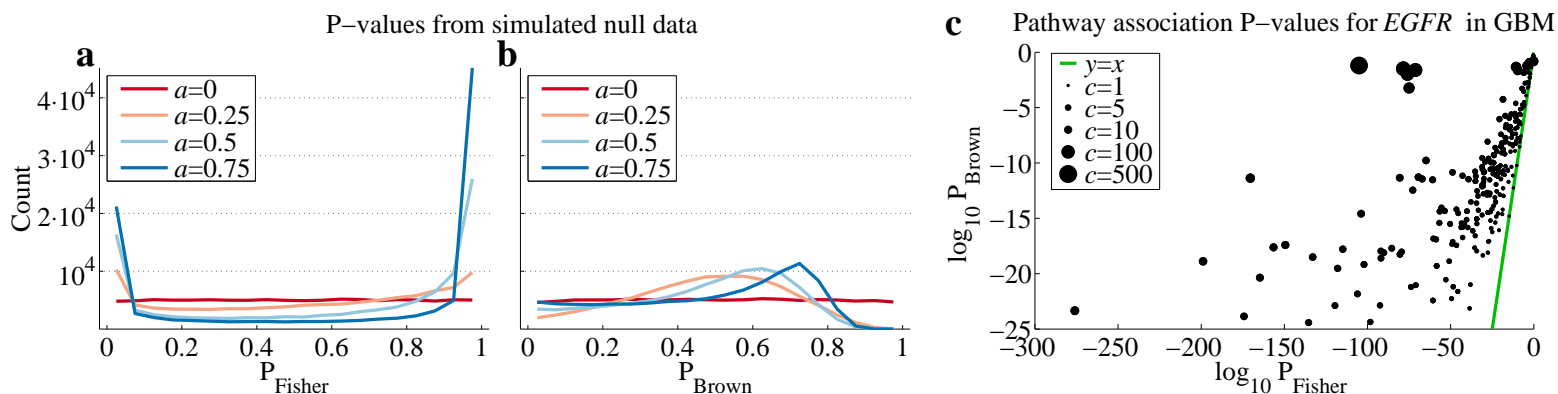 P−values from simulated null data
a
4·10^4
3·10^4
2·10^4
10^4
Count
a=0
a=0.25
a=0.5
a=0.75
0 0.2 0.4 0.6 0.8 1
P_Fisher
b
a=0
a=0.25
a=0.5
a=0.75
0 0.2 0.4 0.6 0.8 1
P_Brown
c Pathway association P−values for EGFR in GBM
0
−5
−10
−15
−20
−25
log_10 P_Brown
y=x
c=1
c=5
c=10
c=100
c=500
−300 −250 −200 −150 −100 −50 0
log_10 P_Fisher